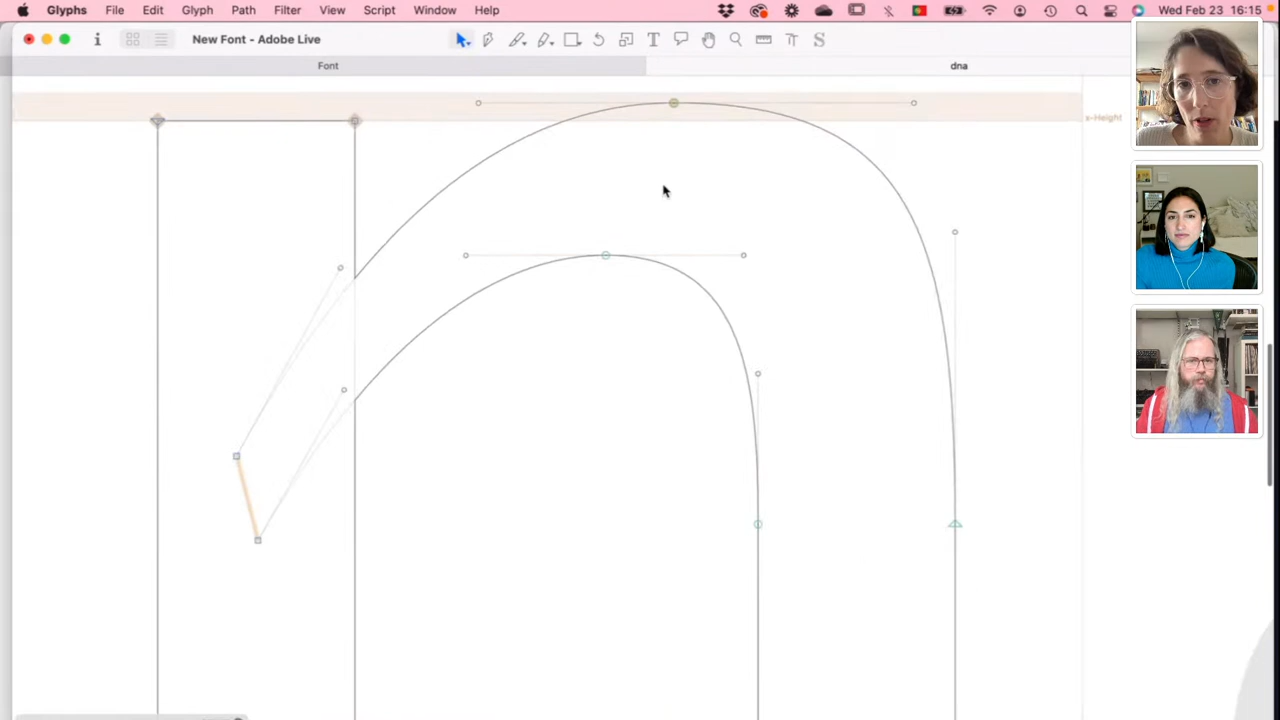 Glyphs File Edit Glyph Path Filter View Script Window Help Wed Feb 23 16:15
New Font - Adobe Live
Font dna
x-Height